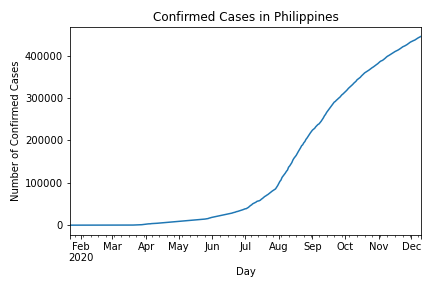 Confirmed Cases in Philippines
Number of Confirmed Cases
400000
300000
200000
100000
0
Feb Mar Apr May Jun Jul Aug Sep Oct Nov Dec
2020
Day